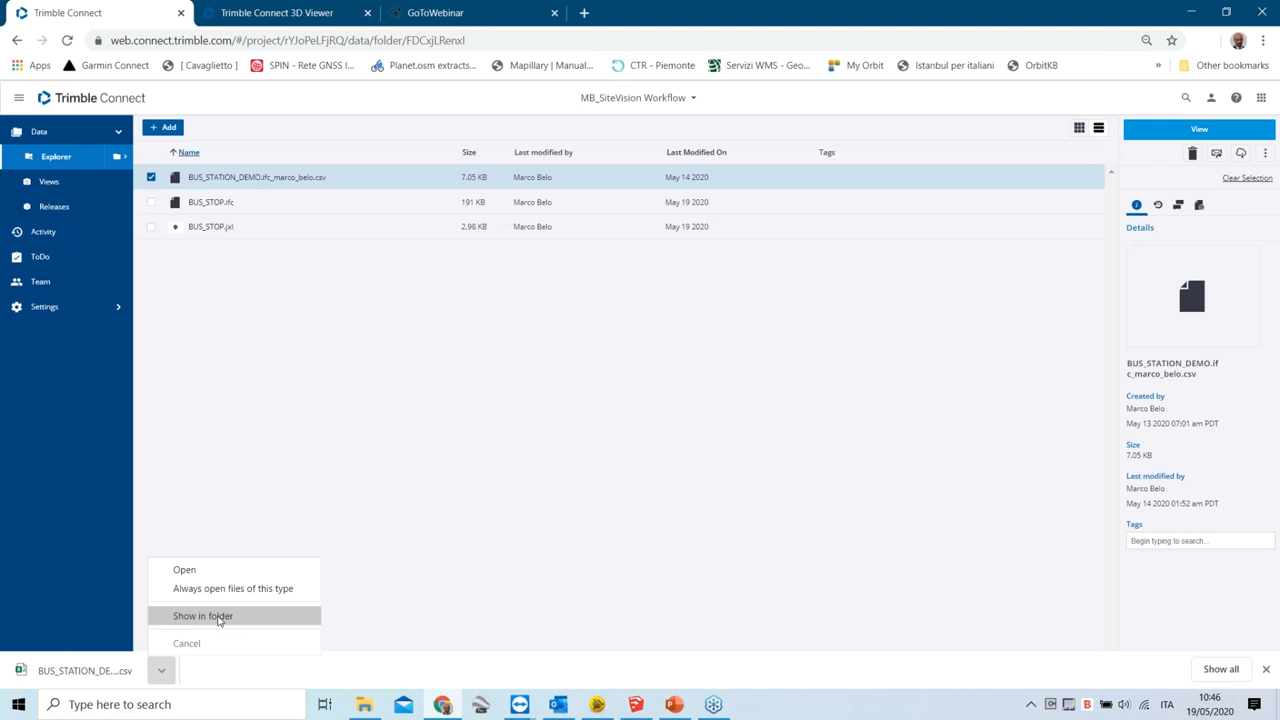 Trimble Connect
Trimble Connect 3D Viewer
GoToWebinar
web.connect.trimble.com/#/project/rYJoPeLFjRQ/data/folder/FDCxjLRenxI
Apps
Garmin Connect
[ Cavaglietto ]
SPIN - Rete GNSS I...
Planet.osm extracts...
Mapillary | Manual...
CTR - Piemonte
Servizi WMS - Geo...
My Orbit
Istanbul per italiani
OrbitKB
»
Other bookmarks
Trimble Connect
MB_SiteVision Workflow
Data
Explorer
Views
Releases
Activity
ToDo
Team
Settings
+ Add
Name Size Last modified by Last Modified On Tags
BUS_STATION_DEMO.ifc_marco_belo.csv 7.05 KB Marco Belo May 14 2020
BUS_STOP.ifc 191 KB Marco Belo May 19 2020
BUS_STOP.jxl 2.98 KB Marco Belo May 19 2020
View
Clear Selection
Details
BUS_STATION_DEMO.if
c_marco_belo.csv
Created by
Marco Belo
May 13 2020 07:01 am PDT
Size
7.05 KB
Last modified by
Marco Belo
May 14 2020 01:52 am PDT
Tags
Begin typing to search...
Open
Always open files of this type
Show in folder
Cancel
BUS_STATION_DE....csv
Show all
Type here to search
ITA
10:46
19/05/2020